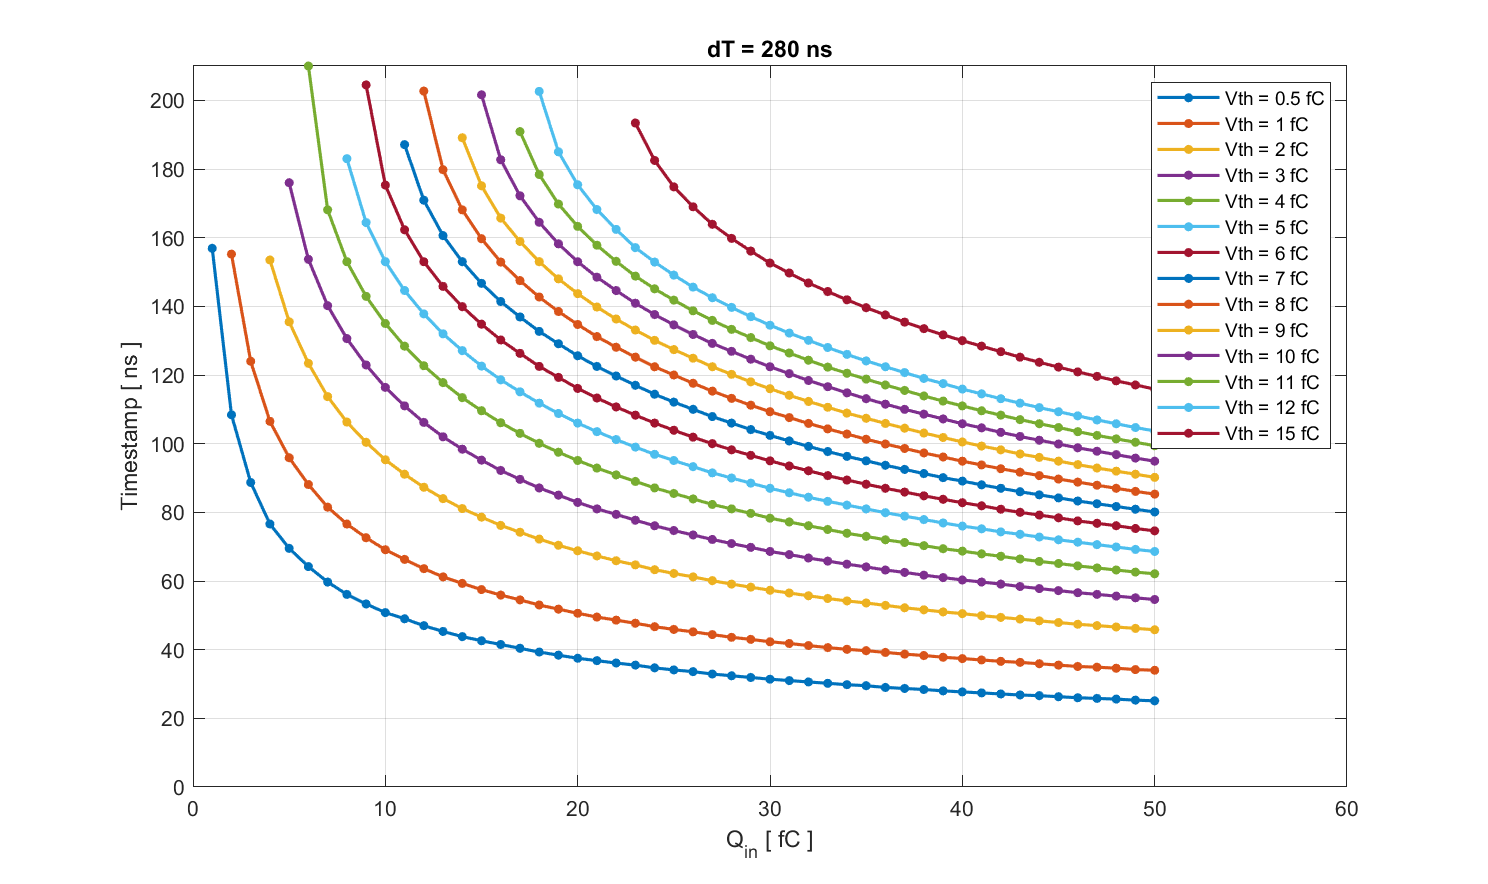 dT = 280 ns
200
180
160
140
120
100
80
60
40
20
0
Timestamp [ ns ]
0 10 20 30 40 50 60
Q_in [ fC ]
Vth = 0.5 fC
Vth = 1 fC
Vth = 2 fC
Vth = 3 fC
Vth = 4 fC
Vth = 5 fC
Vth = 6 fC
Vth = 7 fC
Vth = 8 fC
Vth = 9 fC
Vth = 10 fC
Vth = 11 fC
Vth = 12 fC
Vth = 15 fC